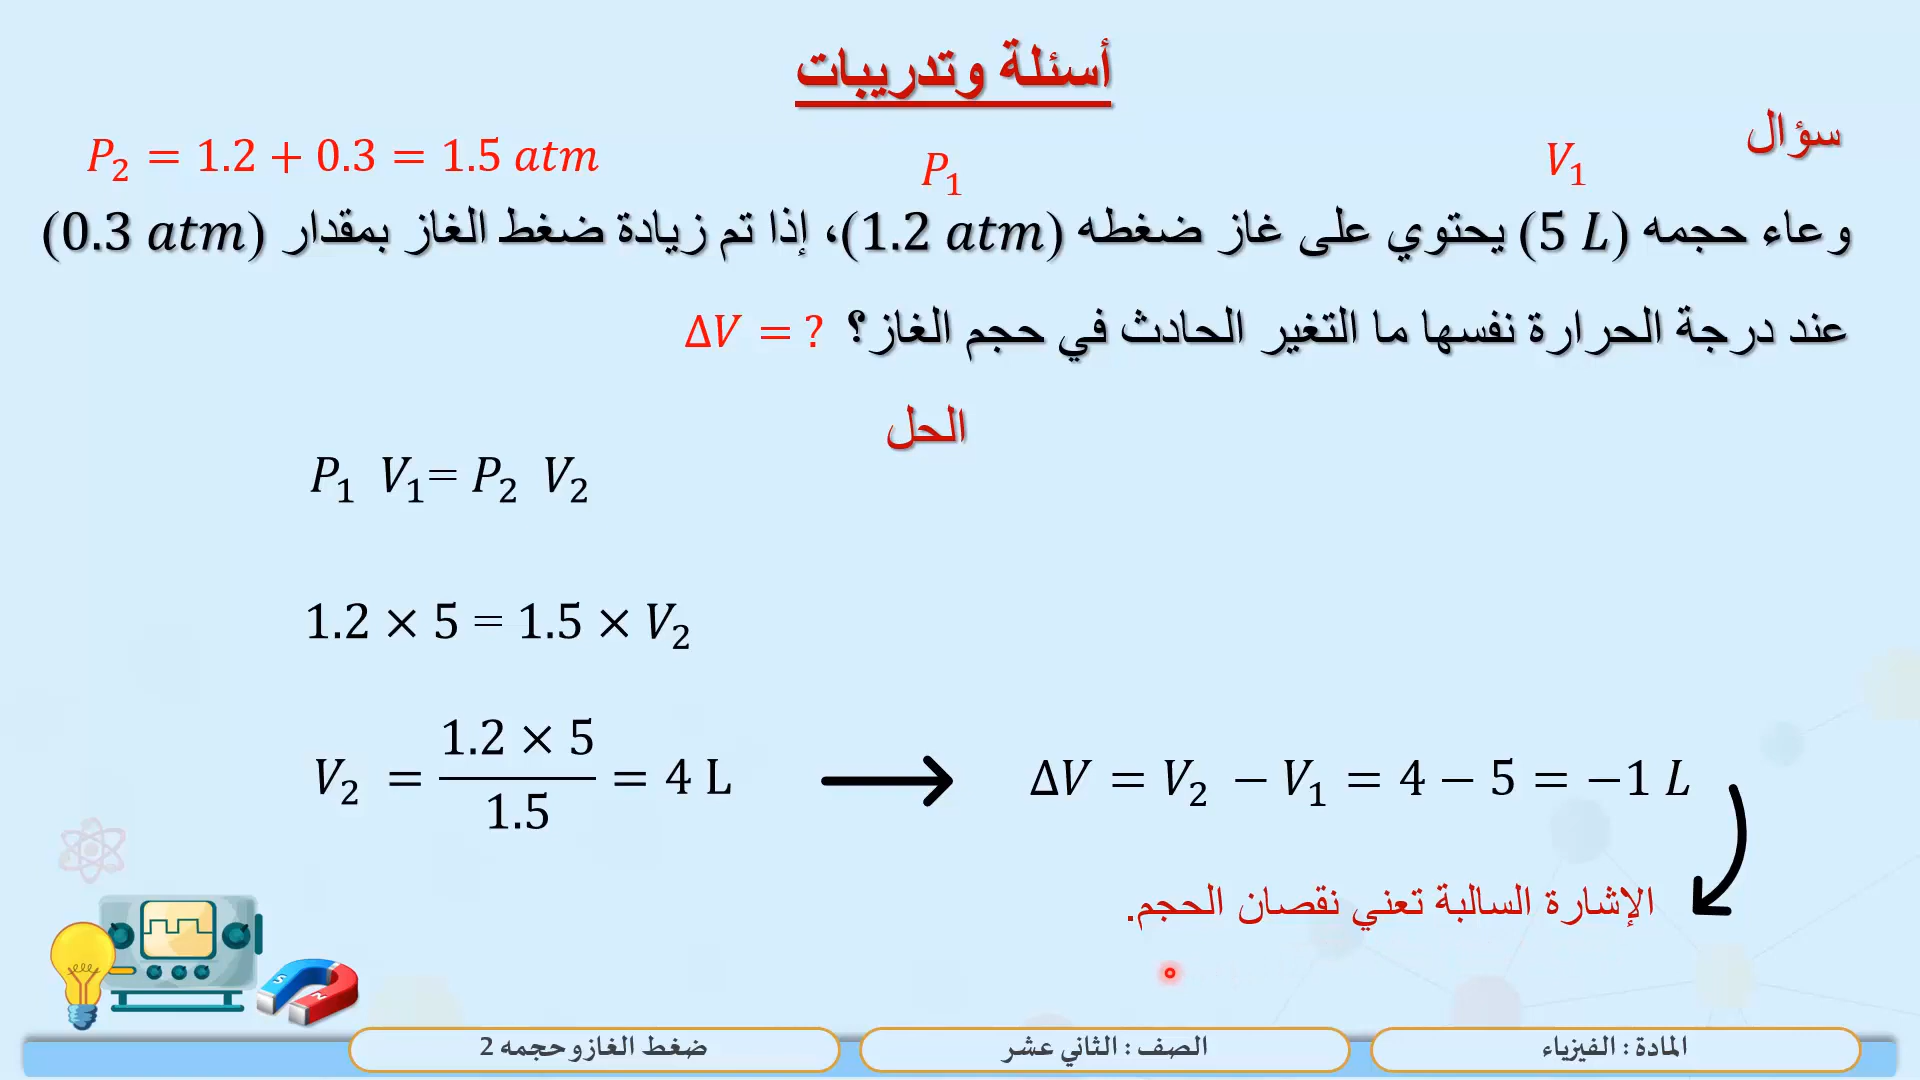 أسئلة وتدريبات
سؤال
V₁
P₁
P₂ = 1.2 + 0.3 = 1.5 atm
وعاء حجمه (5 L) يحتوي على غاز ضغطه (1.2 atm)، إذا تم زيادة ضغط الغاز بمقدار (0.3 atm)
عند درجة الحرارة نفسها ما التغير الحادث في حجم الغاز؟ ΔV = ?
الحل
P₁ V₁= P₂ V₂
1.2 × 5 = 1.5 × V₂
V₂ = (1.2 × 5)/1.5 = 4 L ⟶ ΔV = V₂ − V₁ = 4 − 5 = −1 L
الإشارة السالبة تعني نقصان الحجم.
S N
المادة : الفيزياء
الصف : الثاني عشر
ضغط الغاز وحجمه 2